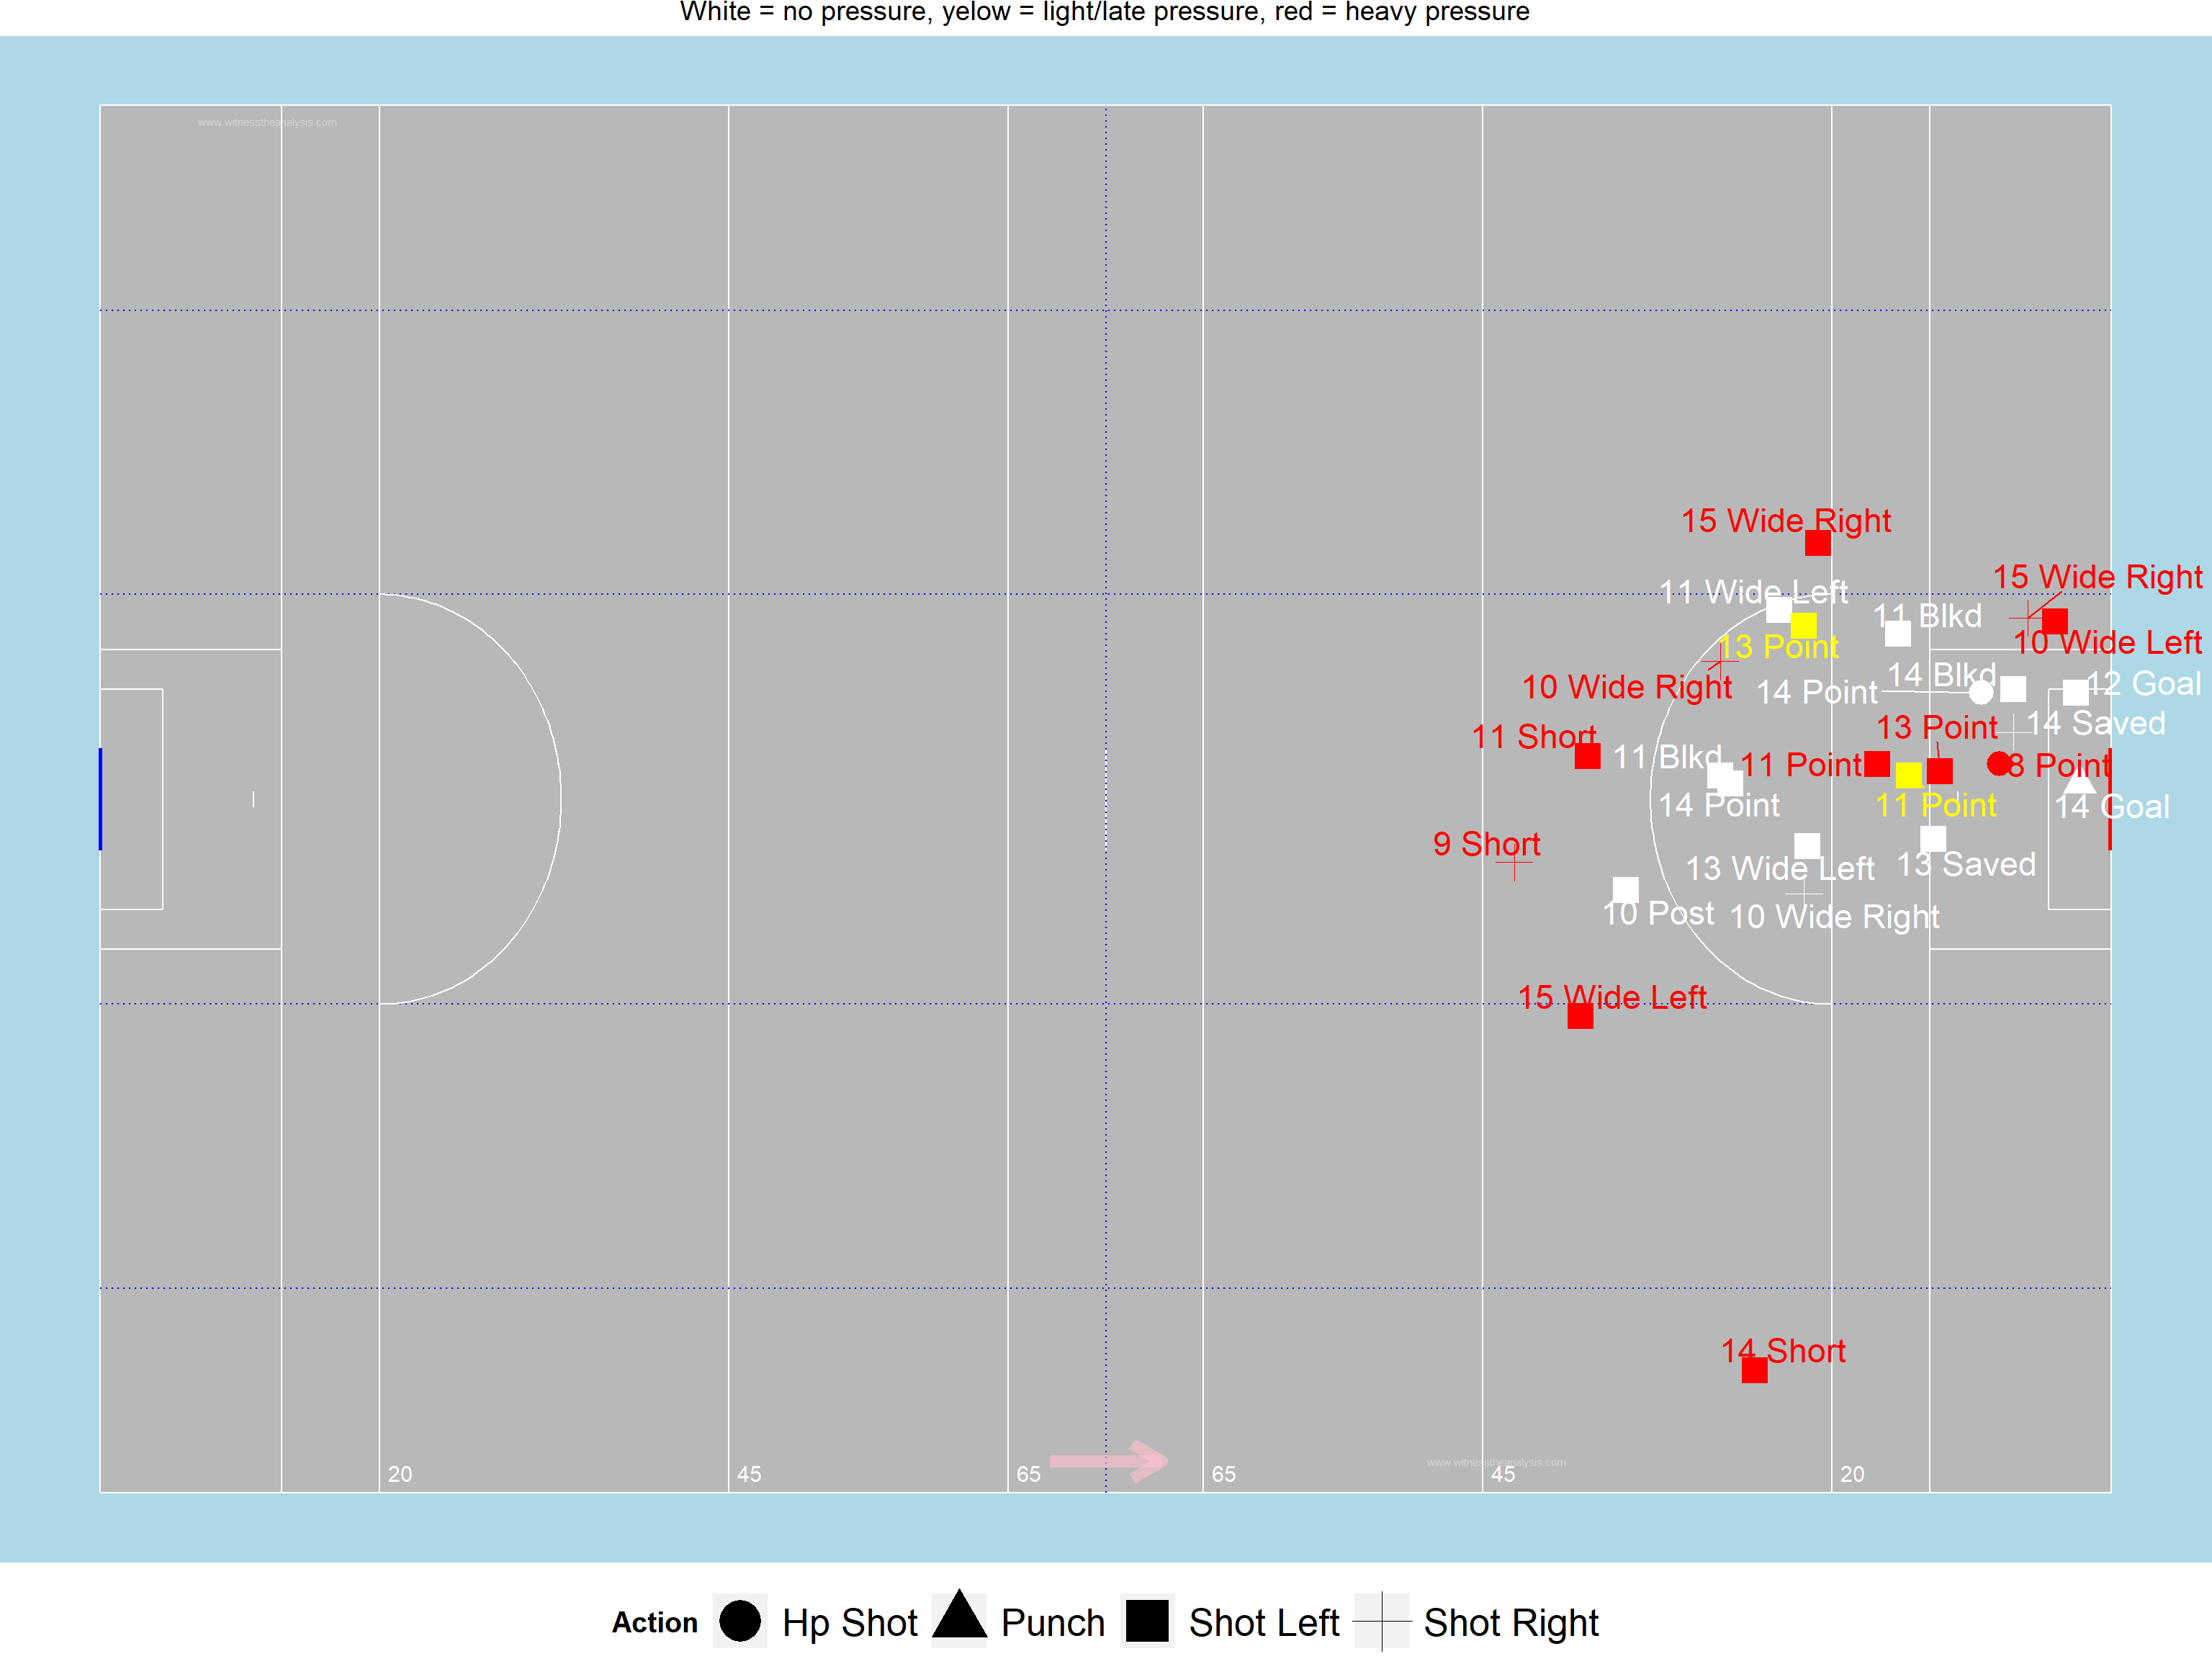 White = no pressure, yelow = light/late pressure, red = heavy pressure
www.witnesstheanalysis.com
15 Wide Right
15 Wide Right
11 Wide Left
11 Blkd
13 Point
10 Wide Left
14 Blkd
12 Goal
10 Wide Right
14 Point
14 Saved
13 Point
11 Short
11 Blkd
11 Point
8 Point
14 Point
11 Point
14 Goal
9 Short
13 Wide Left
13 Saved
10 Post
10 Wide Right
15 Wide Left
14 Short
www.witnesstheanalysis.com
20
45
65
65
45
20
Action Hp Shot Punch Shot Left Shot Right